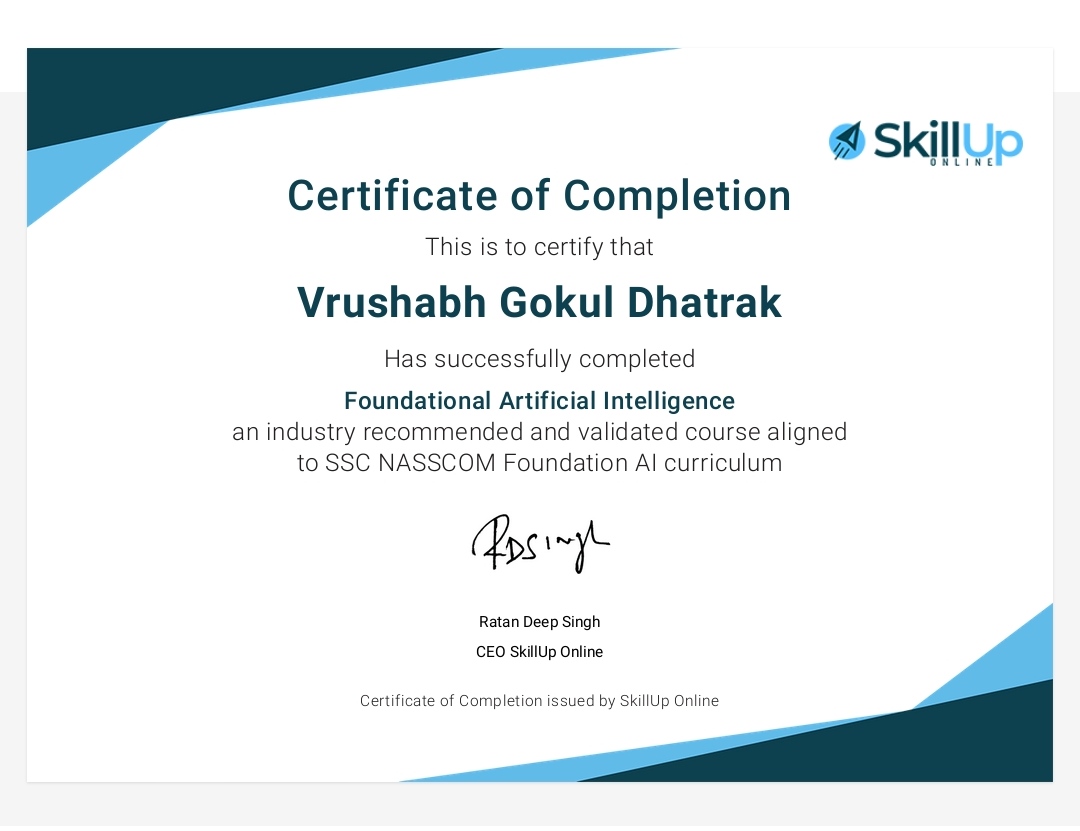 SkillUp
ONLINE
Certificate of Completion
This is to certify that
Vrushabh Gokul Dhatrak
Has successfully completed
Foundational Artificial Intelligence
an industry recommended and validated course aligned
to SSC NASSCOM Foundation AI curriculum
RDSingh
Ratan Deep Singh
CEO SkillUp Online
Certificate of Completion issued by SkillUp Online